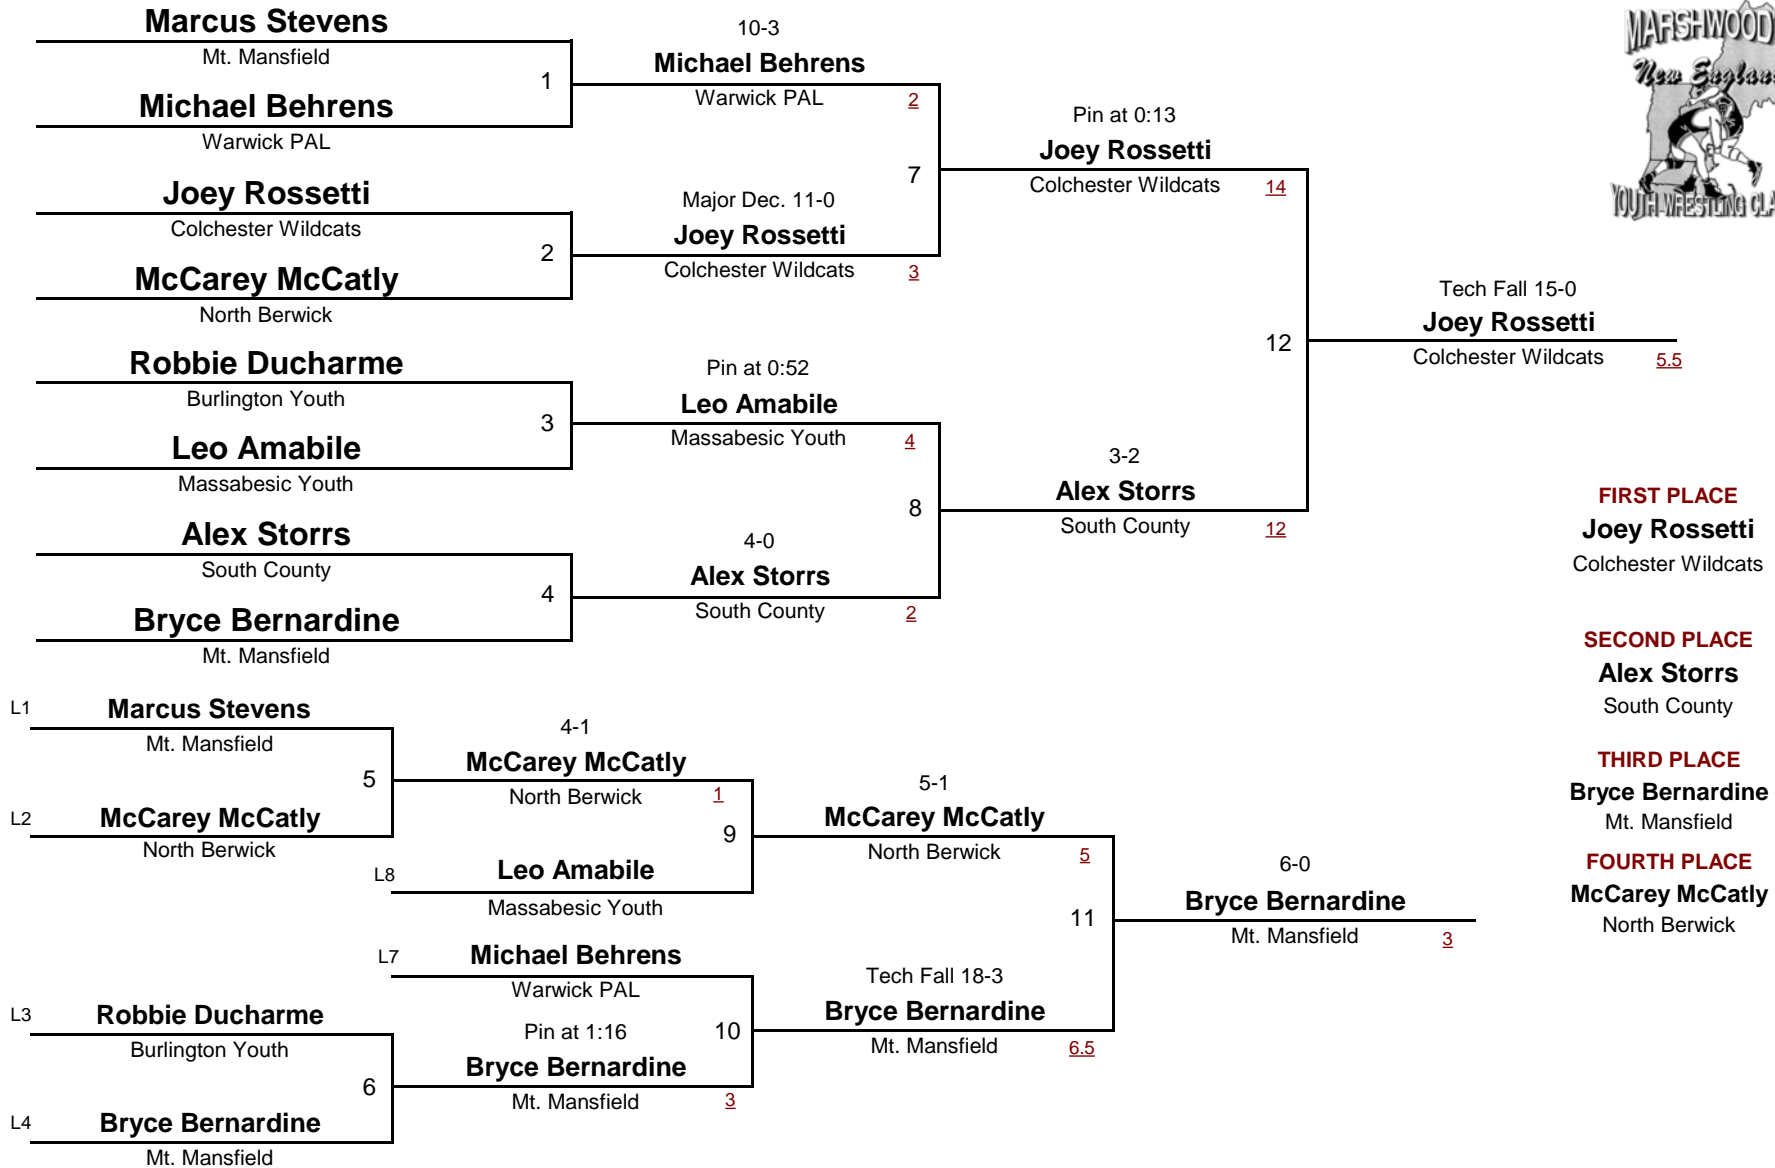 Marcus Stevens
Mt. Mansfield
1
Michael Behrens
Warwick PAL
Joey Rossetti
Colchester Wildcats
2
McCarey McCatly
North Berwick
Robbie Ducharme
Burlington Youth
3
Leo Amabile
Massabesic Youth
Alex Storrs
South County
4
Bryce Bernardine
Mt. Mansfield
10-3
Michael Behrens
Warwick PAL 2
7
Major Dec. 11-0
Joey Rossetti
Colchester Wildcats 3
Pin at 0:52
Leo Amabile
Massabesic Youth 4
8
4-0
Alex Storrs
South County 2
Pin at 0:13
Joey Rossetti
Colchester Wildcats 14
12
3-2
Alex Storrs
South County 12
Tech Fall 15-0
Joey Rossetti
Colchester Wildcats 5.5
MARSHWOOD
New England
YOUTH WRESTLING CLA
FIRST PLACE
Joey Rossetti
Colchester Wildcats
SECOND PLACE
Alex Storrs
South County
THIRD PLACE
Bryce Bernardine
Mt. Mansfield
FOURTH PLACE
McCarey McCatly
North Berwick
L1 Marcus Stevens
Mt. Mansfield
5
L2 McCarey McCatly
North Berwick
4-1
McCarey McCatly
North Berwick 1
9
L8 Leo Amabile
Massabesic Youth
L7 Michael Behrens
Warwick PAL
L3 Robbie Ducharme
Burlington Youth
6
L4 Bryce Bernardine
Mt. Mansfield
Pin at 1:16 10
Bryce Bernardine
Mt. Mansfield 3
5-1
McCarey McCatly
North Berwick 5
11
Tech Fall 18-3
Bryce Bernardine
Mt. Mansfield 6.5
6-0
Bryce Bernardine
Mt. Mansfield 3